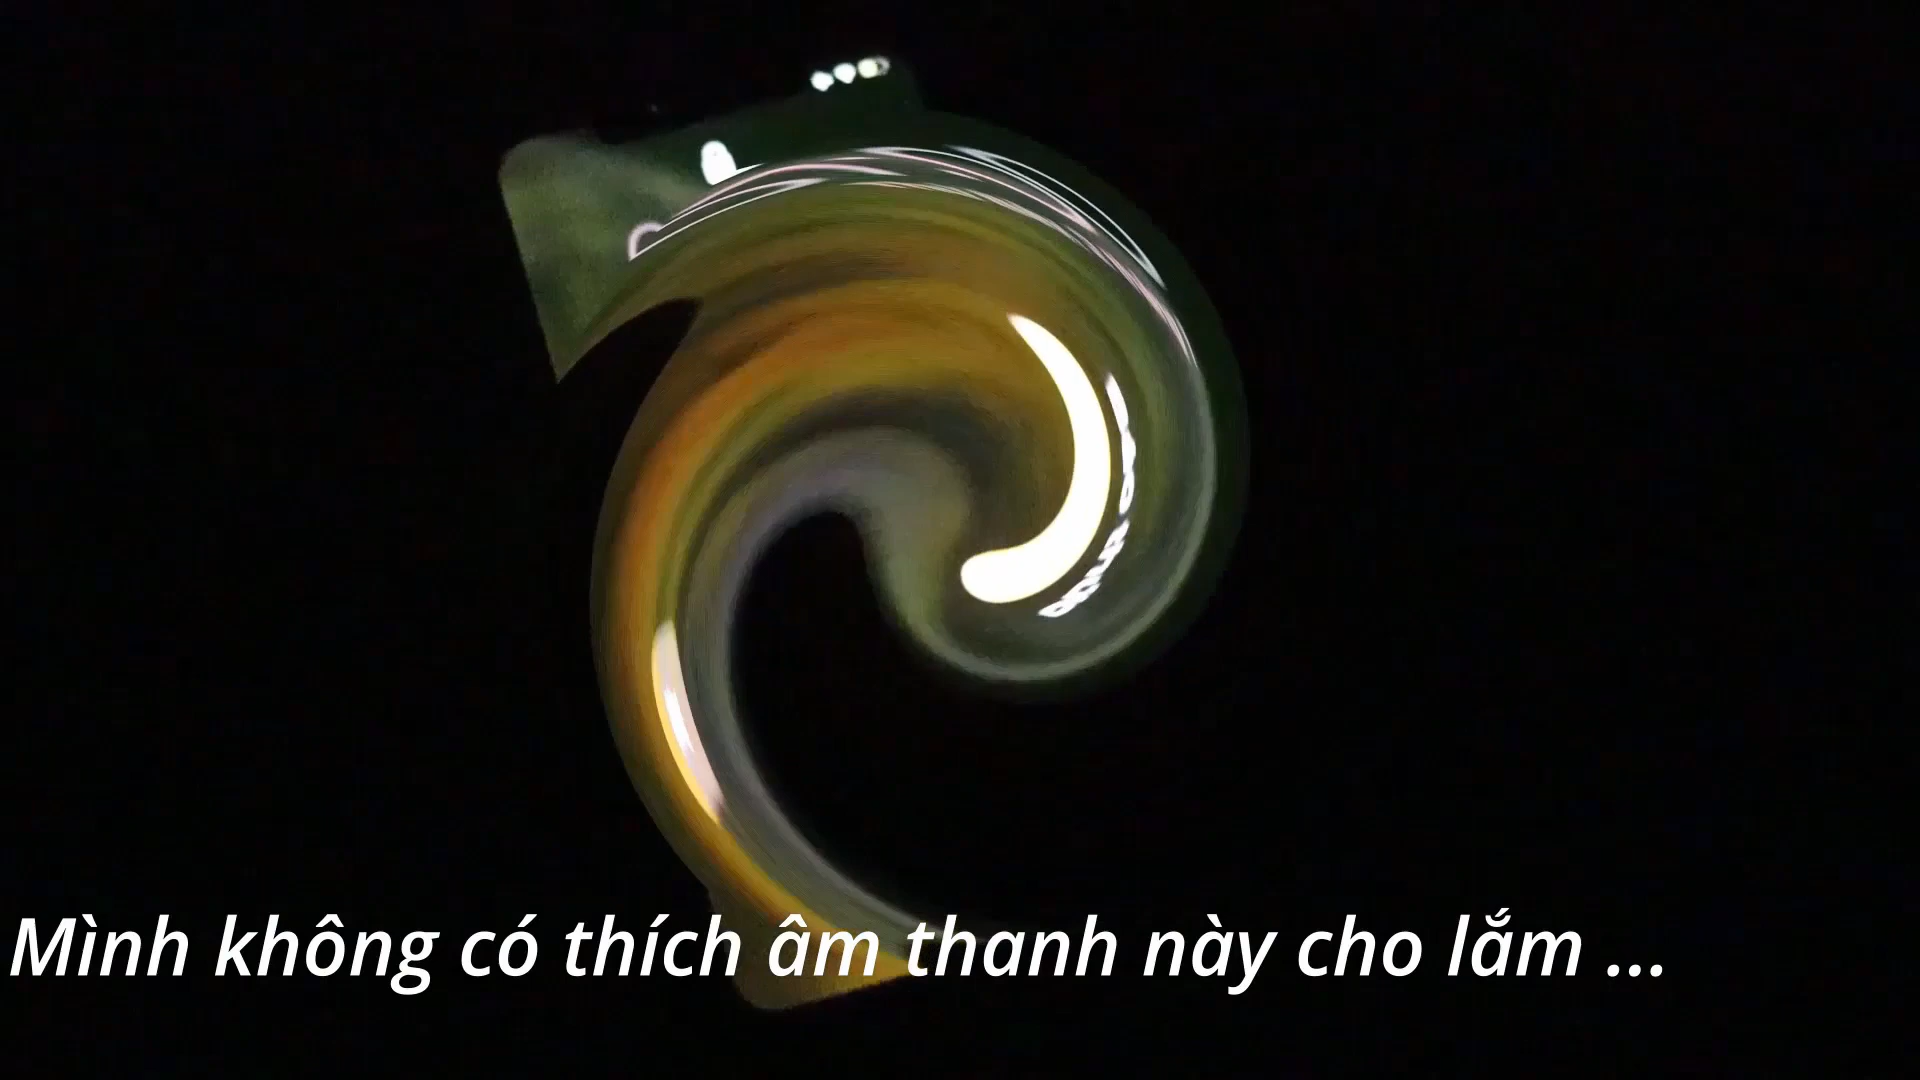 Mình không có thích âm thanh này cho lắm ...